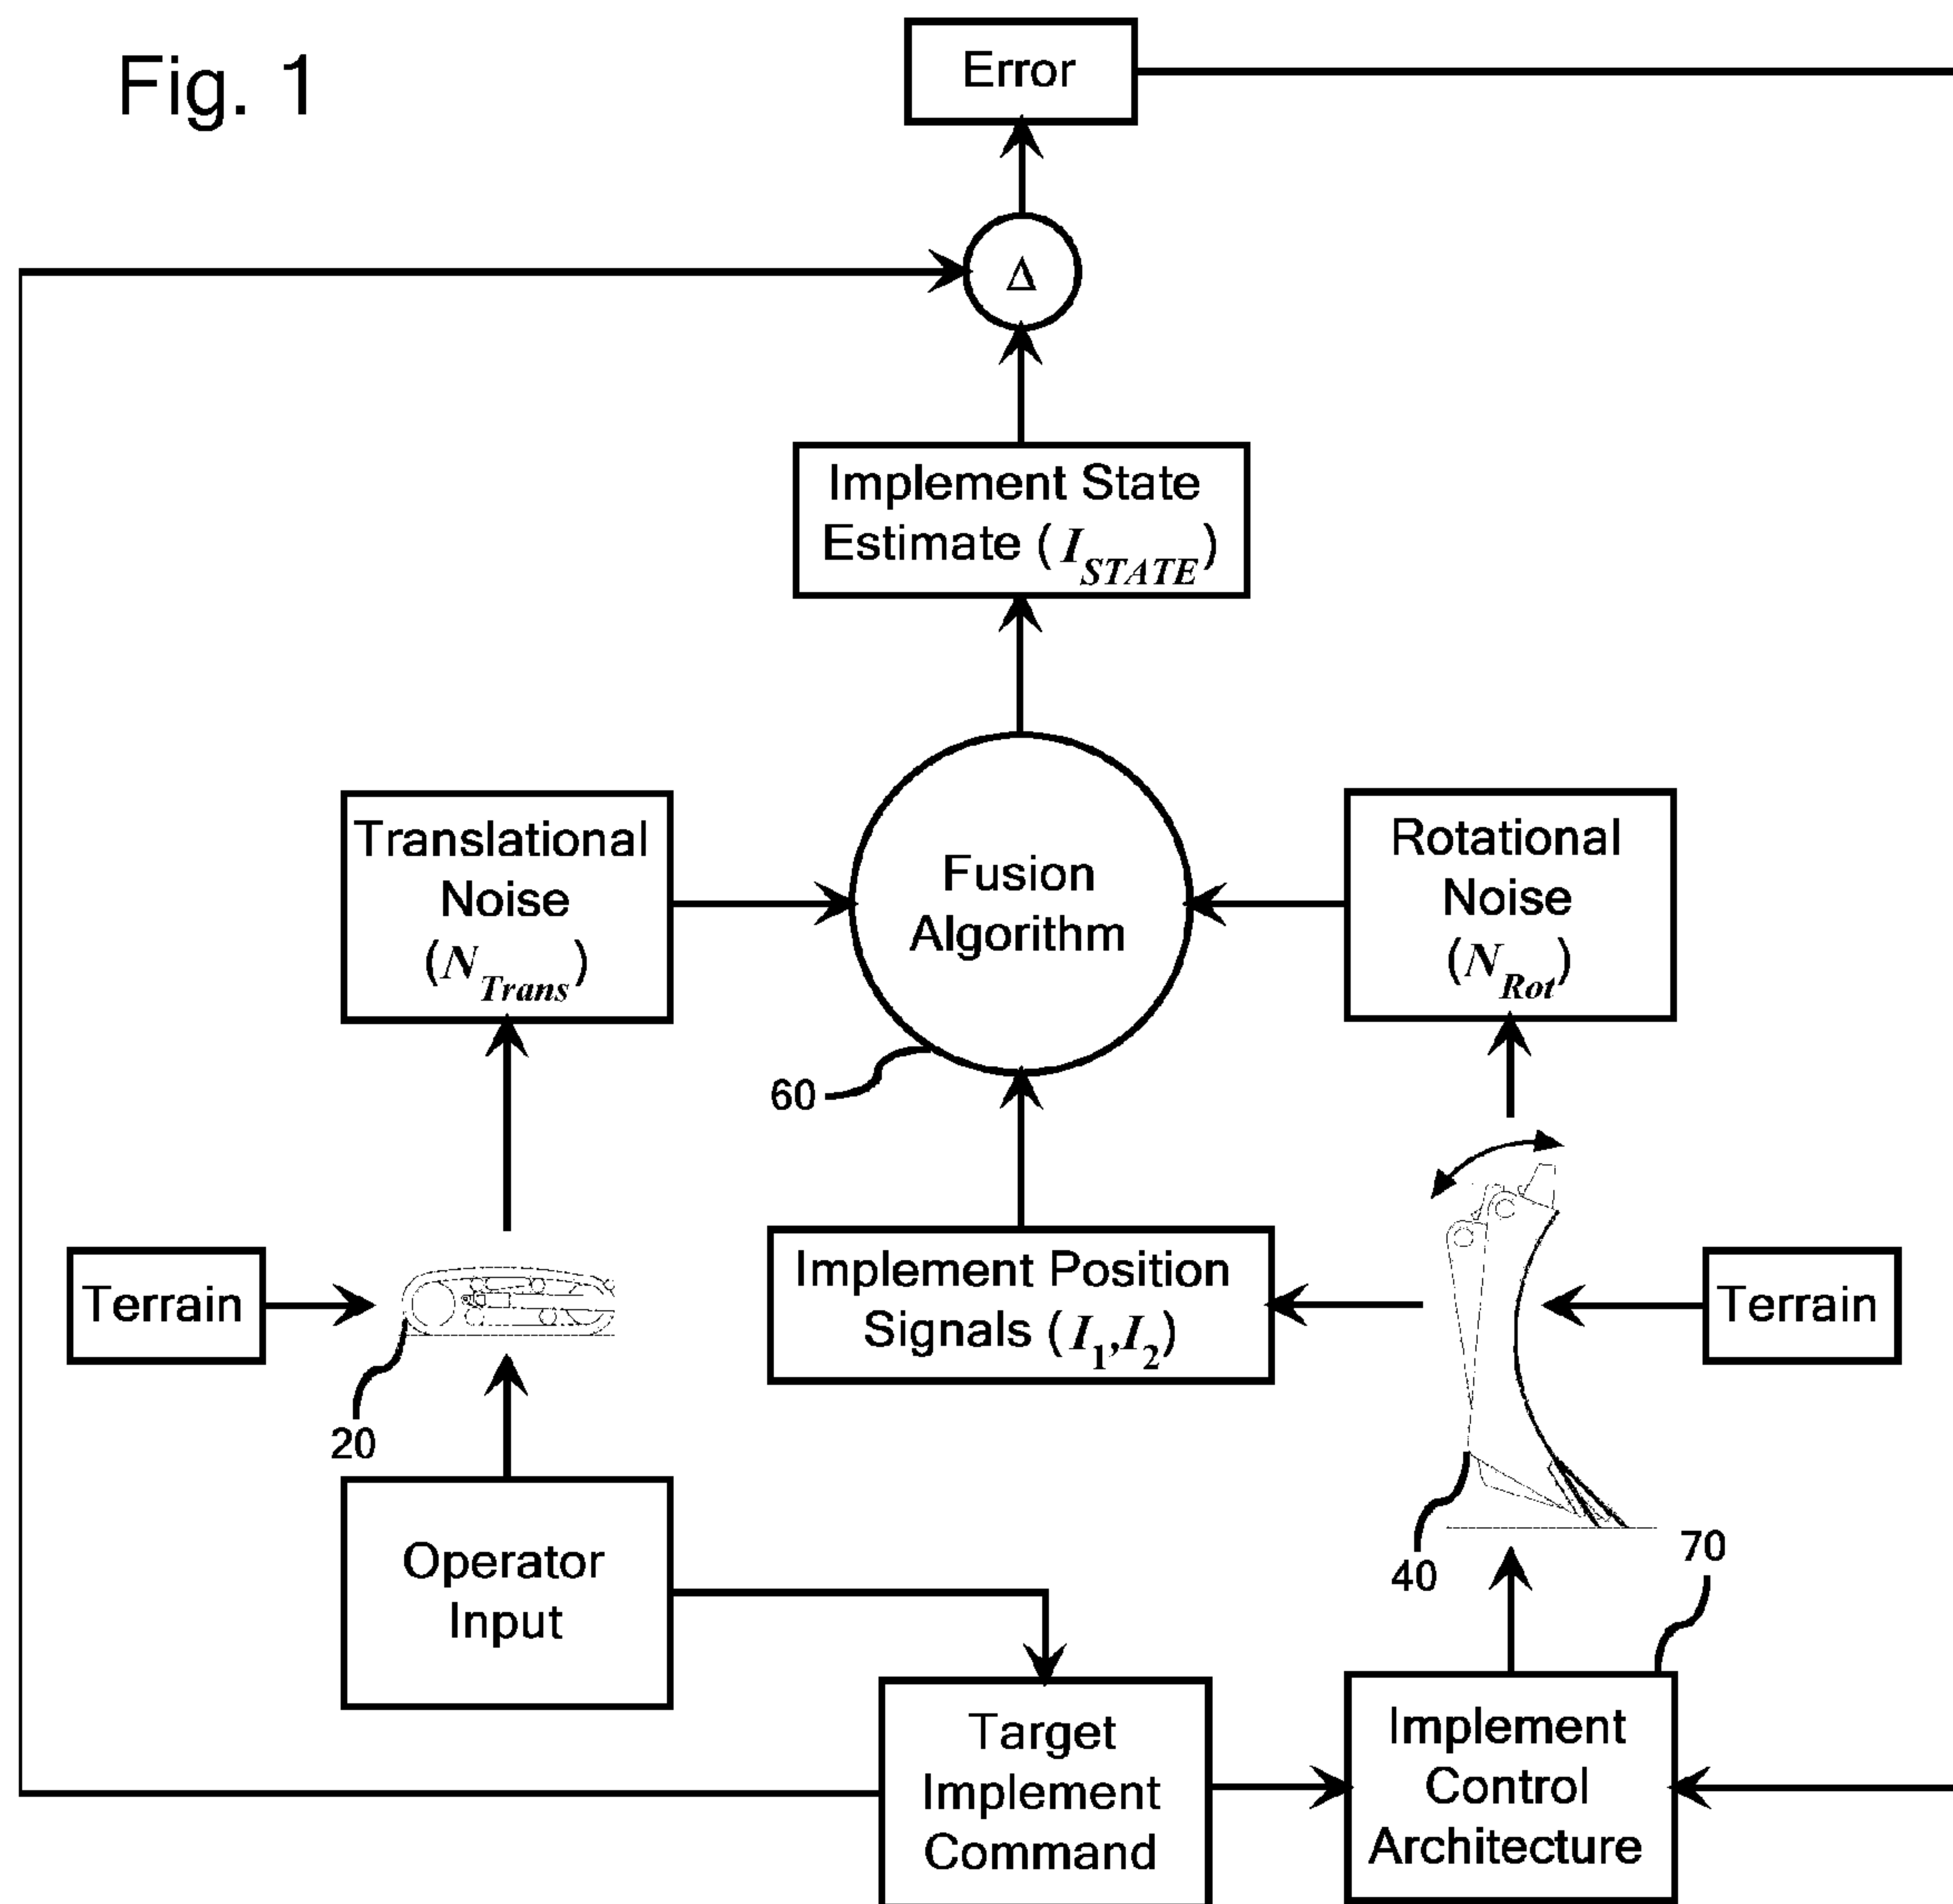 Fig. 1
Error
Δ
Implement State
Estimate (I_STATE)
Translational
Noise
(N_Trans)
Fusion
Algorithm
Rotational
Noise
(N_Rot)
60
Terrain
Implement Position
Signals (I_1,I_2)
Terrain
20
40
70
Operator
Input
Target
Implement
Command
Implement
Control
Architecture